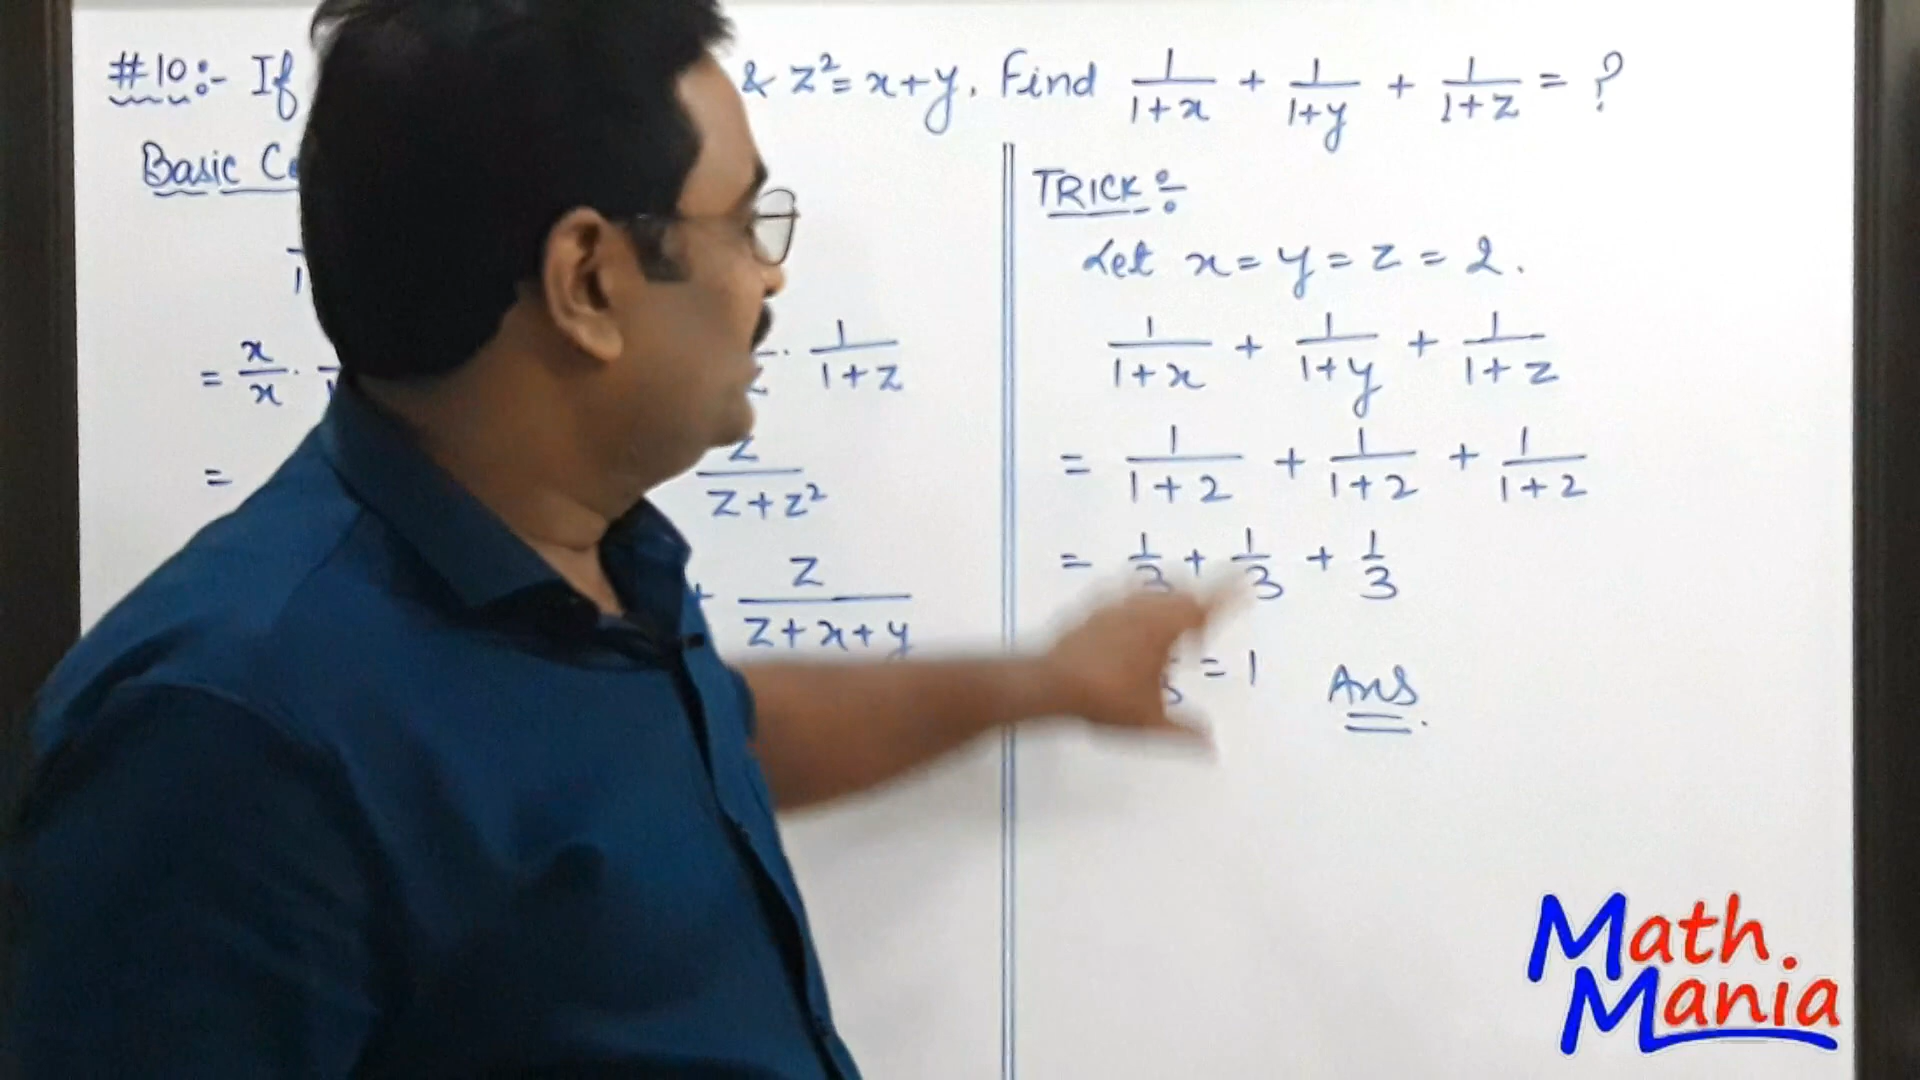 #10:- If & z²= x+y. Find 1/(1+x) + 1/(1+y) + 1/(1+z) = ?
Basic
= x/x · · 1/(1+z)
= z/(z+z²)
+ z/(z+x+y)
TRICK:
Let x = y = z = 2.
1/(1+x) + 1/(1+y) + 1/(1+z)
= 1/(1+2) + 1/(1+2) + 1/(1+2)
= 1/3 + 1/3 + 1/3
= 1 Ans.
Math
Mania